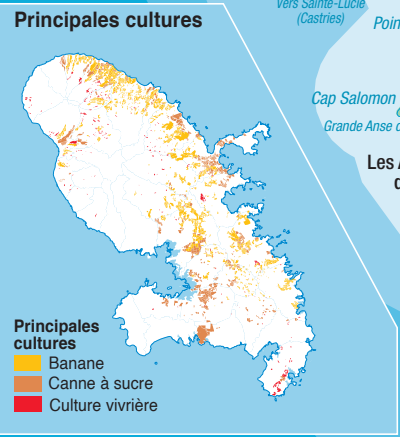 Principales cultures
Vers Sainte-Lucie
(Castries)
Cap Salomon
Grande Anse
Les
Principales
cultures
Banane
Canne à sucre
Culture vivrière